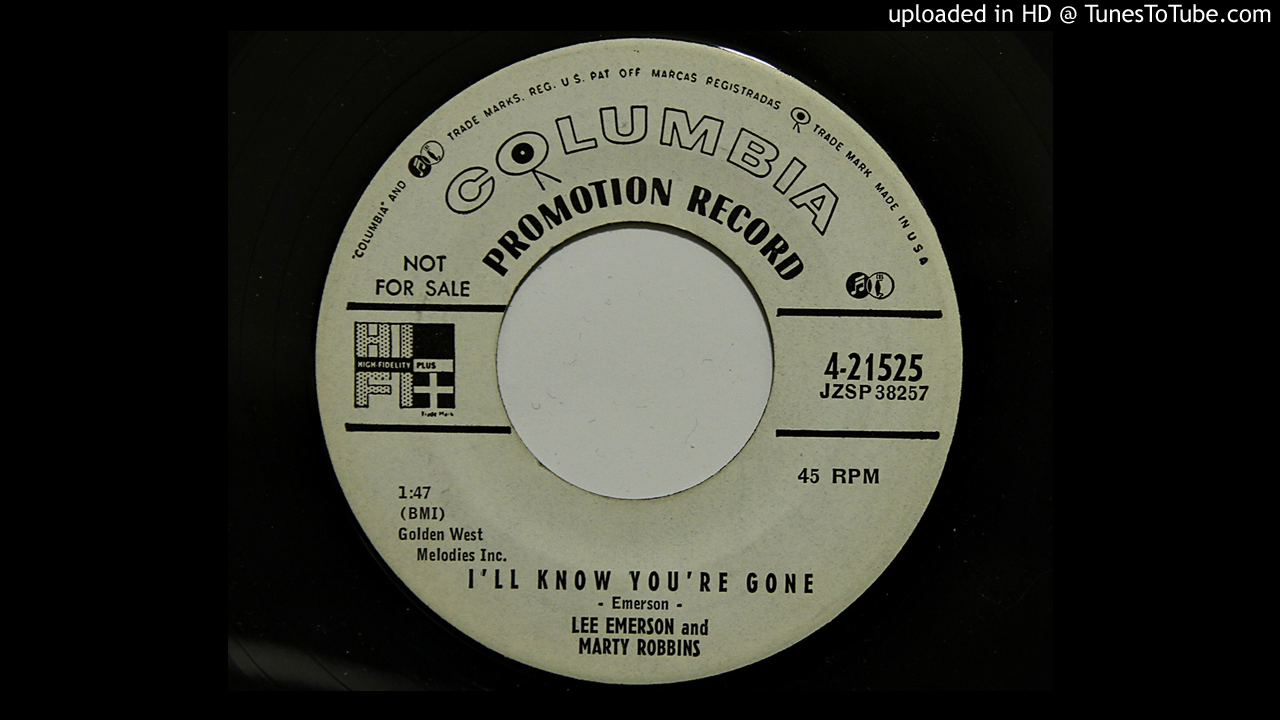 uploaded in HD @ TunesToTube.com
"COLUMBIA" AND TRADE MARKS, REG. U.S. PAT OFF MARCAS REGISTRADAS TRADE MARK MADE IN U S A
COLUMBIA
PROMOTION RECORD
NOT
FOR SALE
HI
HIGH-FIDELITY PLUS
FI
Trade Mark
4-21525
JZSP 38257
45 RPM
1:47
(BMI)
Golden West
Melodies Inc.
I'LL KNOW YOU'RE GONE
- Emerson -
LEE EMERSON and
MARTY ROBBINS